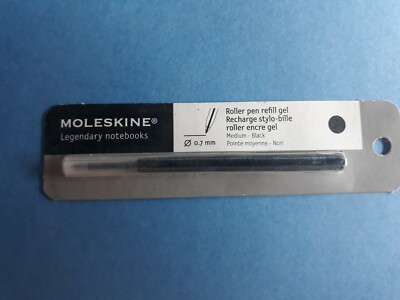 MOLESKINE®
Legendary notebooks
Ø 0.7 mm
Roller pen refill gel
Recharge stylo-bille
roller encre gel
Medium - Black
Pointe moyenne - Noir